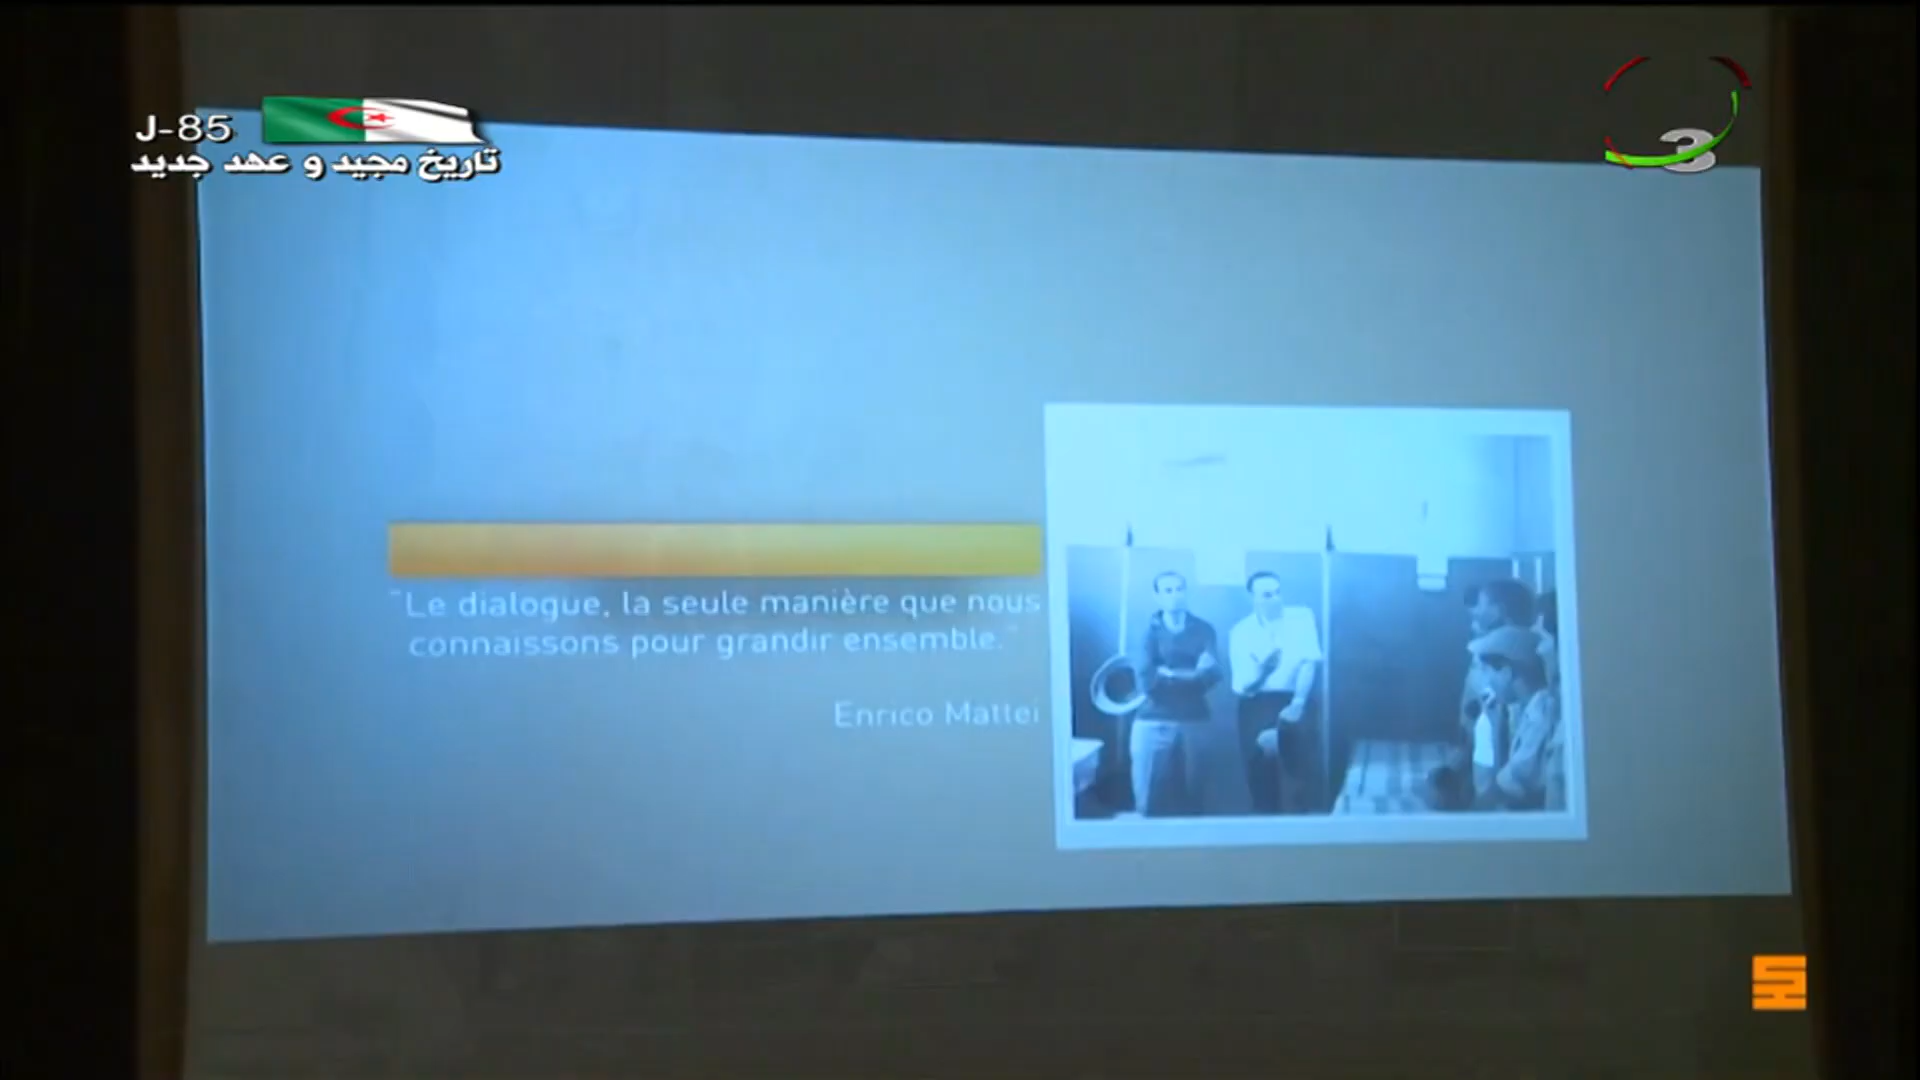 J-85
تاريخ مجيد و عهد جديد
3
"Le dialogue, la seule manière que nous
connaissons pour grandir ensemble."
Enrico Mattei
SH